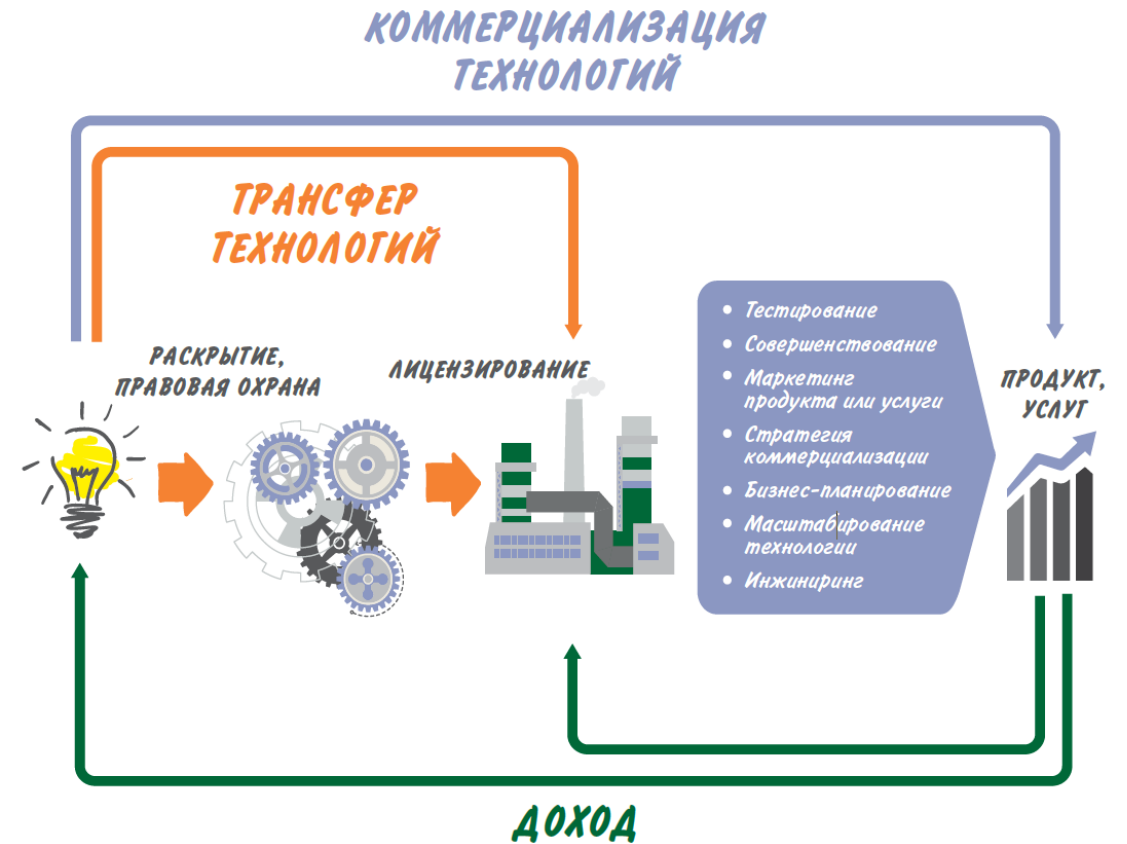 КОММЕРЦИАЛИЗАЦИЯ
ТЕХНОЛОГИЙ
ТРАНСФЕР
ТЕХНОЛОГИЙ
РАСКРЫТИЕ,
ПРАВОВАЯ ОХРАНА
ЛИЦЕНЗИРОВАНИЕ
• Тестирование
• Совершенствование
• Маркетинг
продукта или услуги
• Стратегия
коммерциализации
• Бизнес-планирование
• Масштабирование
технологии
• Инжиниринг
ПРОДУКТ,
УСЛУГ
ДОХОД